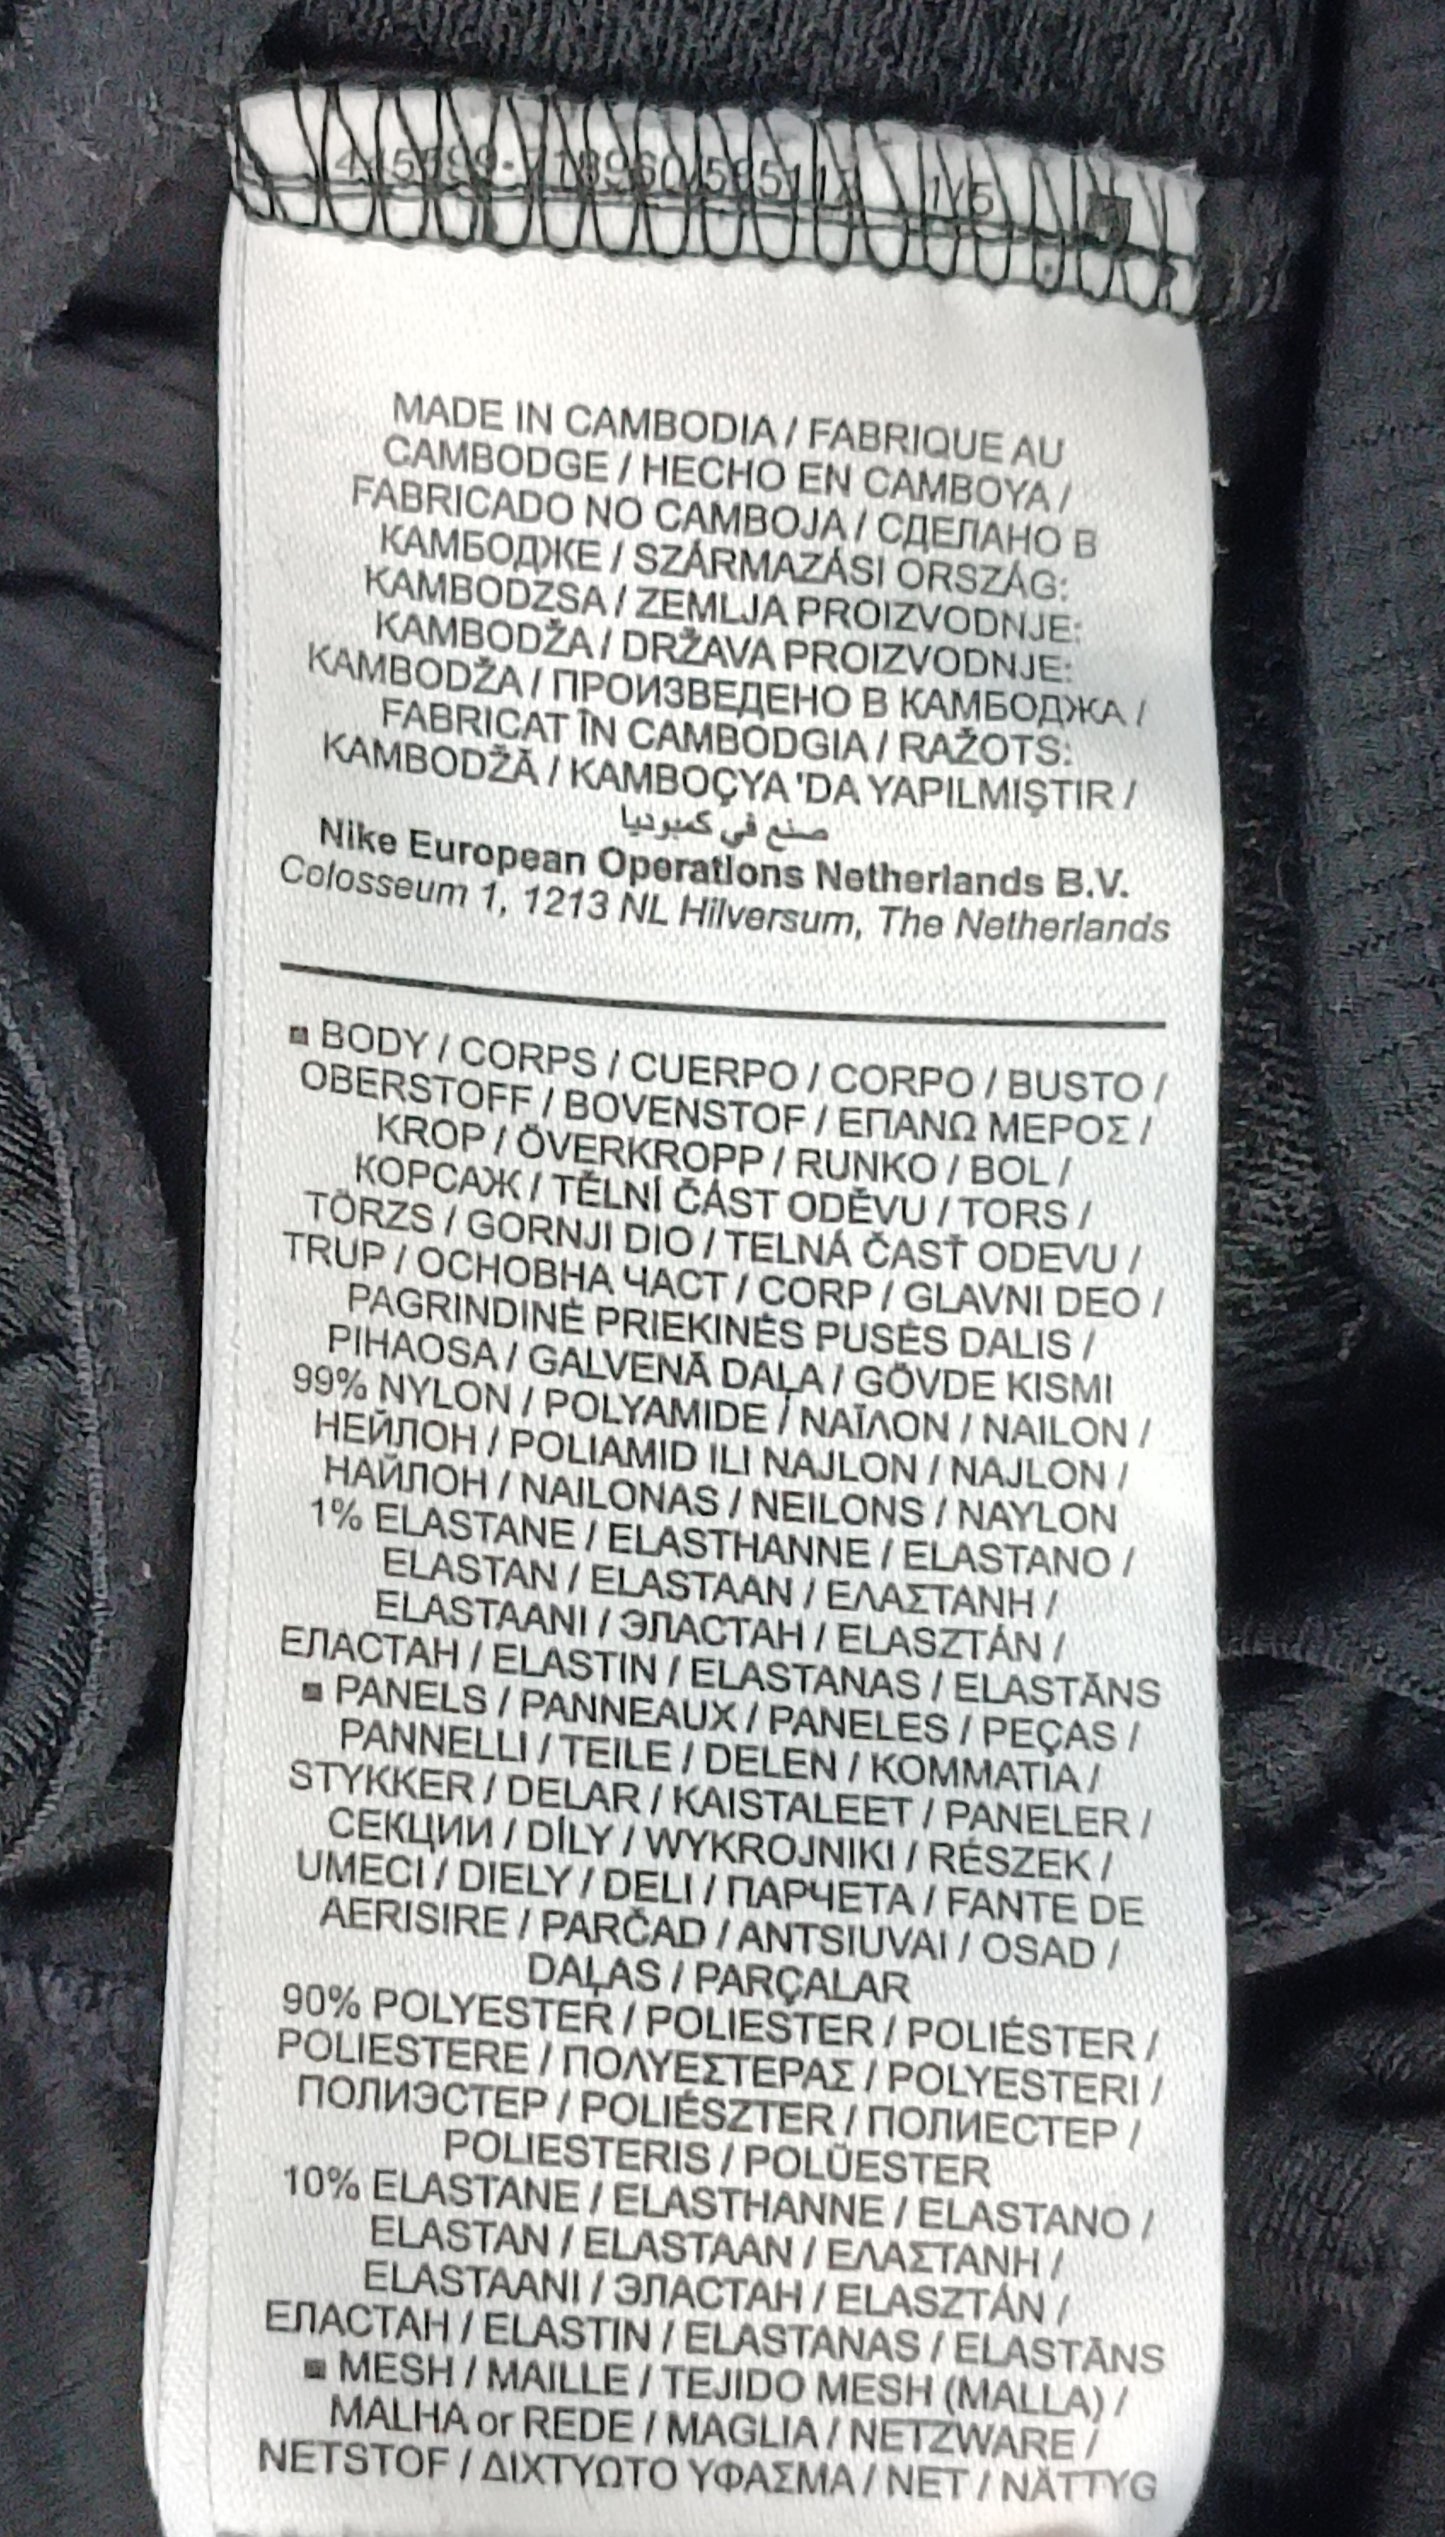 1/5
MADE IN CAMBODIA / FABRIQUE AU
CAMBODGE / HECHO EN CAMBOYA /
FABRICADO NO CAMBOJA / СДЕЛАНО В
КАМБОДЖЕ / SZÁRMAZÁSI ORSZÁG:
KAMBODZSA / ZEMLJA PROIZVODNJE:
KAMBODŽA / DRŽAVA PROIZVODNJE:
KAMBODŽA / ПРОИЗВЕДЕНО В КАМБОДЖА /
FABRICAT ÎN CAMBODGIA / RAŽOTS:
KAMBODŽĂ / KAMBOÇYA 'DA YAPILMIŞTIR /
صنع في كمبوديا
Nike European Operations Netherlands B.V.
Colosseum 1, 1213 NL Hilversum, The Netherlands
■ BODY / CORPS / CUERPO / CORPO / BUSTO /
OBERSTOFF / BOVENSTOF / ΕΠΑΝΩ ΜΕΡΟΣ /
KROP / ÖVERKROPP / RUNKO / BOL /
КОРСАЖ / TĚLNÍ ČÁST ODĚVU / TORS /
TÖRZS / GORNJI DIO / TELNÁ ČASŤ ODEVU /
TRUP / ОСНОВНА ЧАСТ / CORP / GLAVNI DEO /
PAGRINDINĖ PRIEKINĖS PUSĖS DALIS /
PIHAOSA / GALVENĀ DAĻA / GÖVDE KISMI
99% NYLON / POLYAMIDE / ΝΑΪΛΟΝ / NAILON /
НЕЙЛОН / POLIAMID ILI NAJLON / NAJLON /
НАЙЛОН / NAILONAS / NEILONS / NAYLON
1% ELASTANE / ELASTHANNE / ELASTANO /
ELASTAN / ELASTAAN / ΕΛΑΣΤΑΝΗ /
ELASTAANI / ЭЛАСТАН / ELASZTÁN /
ЕЛАСТАН / ELASTIN / ELASTANAS / ELASTĀNS
■ PANELS / PANNEAUX / PANELES / PEÇAS /
PANNELLI / TEILE / DELEN / ΚΟΜΜΑΤΙΑ /
STYKKER / DELAR / KAISTALEET / PANELER /
СЕКЦИИ / DÍLY / WYKROJNIKI / RÉSZEK /
UMECI / DIELY / DELI / ПАРЧЕТА / FANTE DE
AERISIRE / PARČAD / ANTSIUVAI / OSAD /
DAĻAS / PARÇALAR
90% POLYESTER / POLIESTER / POLIÉSTER /
POLIESTERE / ΠΟΛΥΕΣΤΕΡΑΣ / POLYESTERI /
ПОЛИЭСТЕР / POLIÉSZTER / ПОЛИЕСТЕР /
POLIESTERIS / POLÜESTER
10% ELASTANE / ELASTHANNE / ELASTANO /
ELASTAN / ELASTAAN / ΕΛΑΣΤΑΝΗ /
ELASTAANI / ЭЛАСТАН / ELASZTÁN /
ЕЛАСТАН / ELASTIN / ELASTANAS / ELASTĀNS
■ MESH / MAILLE / TEJIDO MESH (MALLA) /
MALHA or REDE / MAGLIA / NETZWARE /
NETSTOF / ΔΙΧΤΥΩΤΟ ΥΦΑΣΜΑ / NET / NÄTTYG